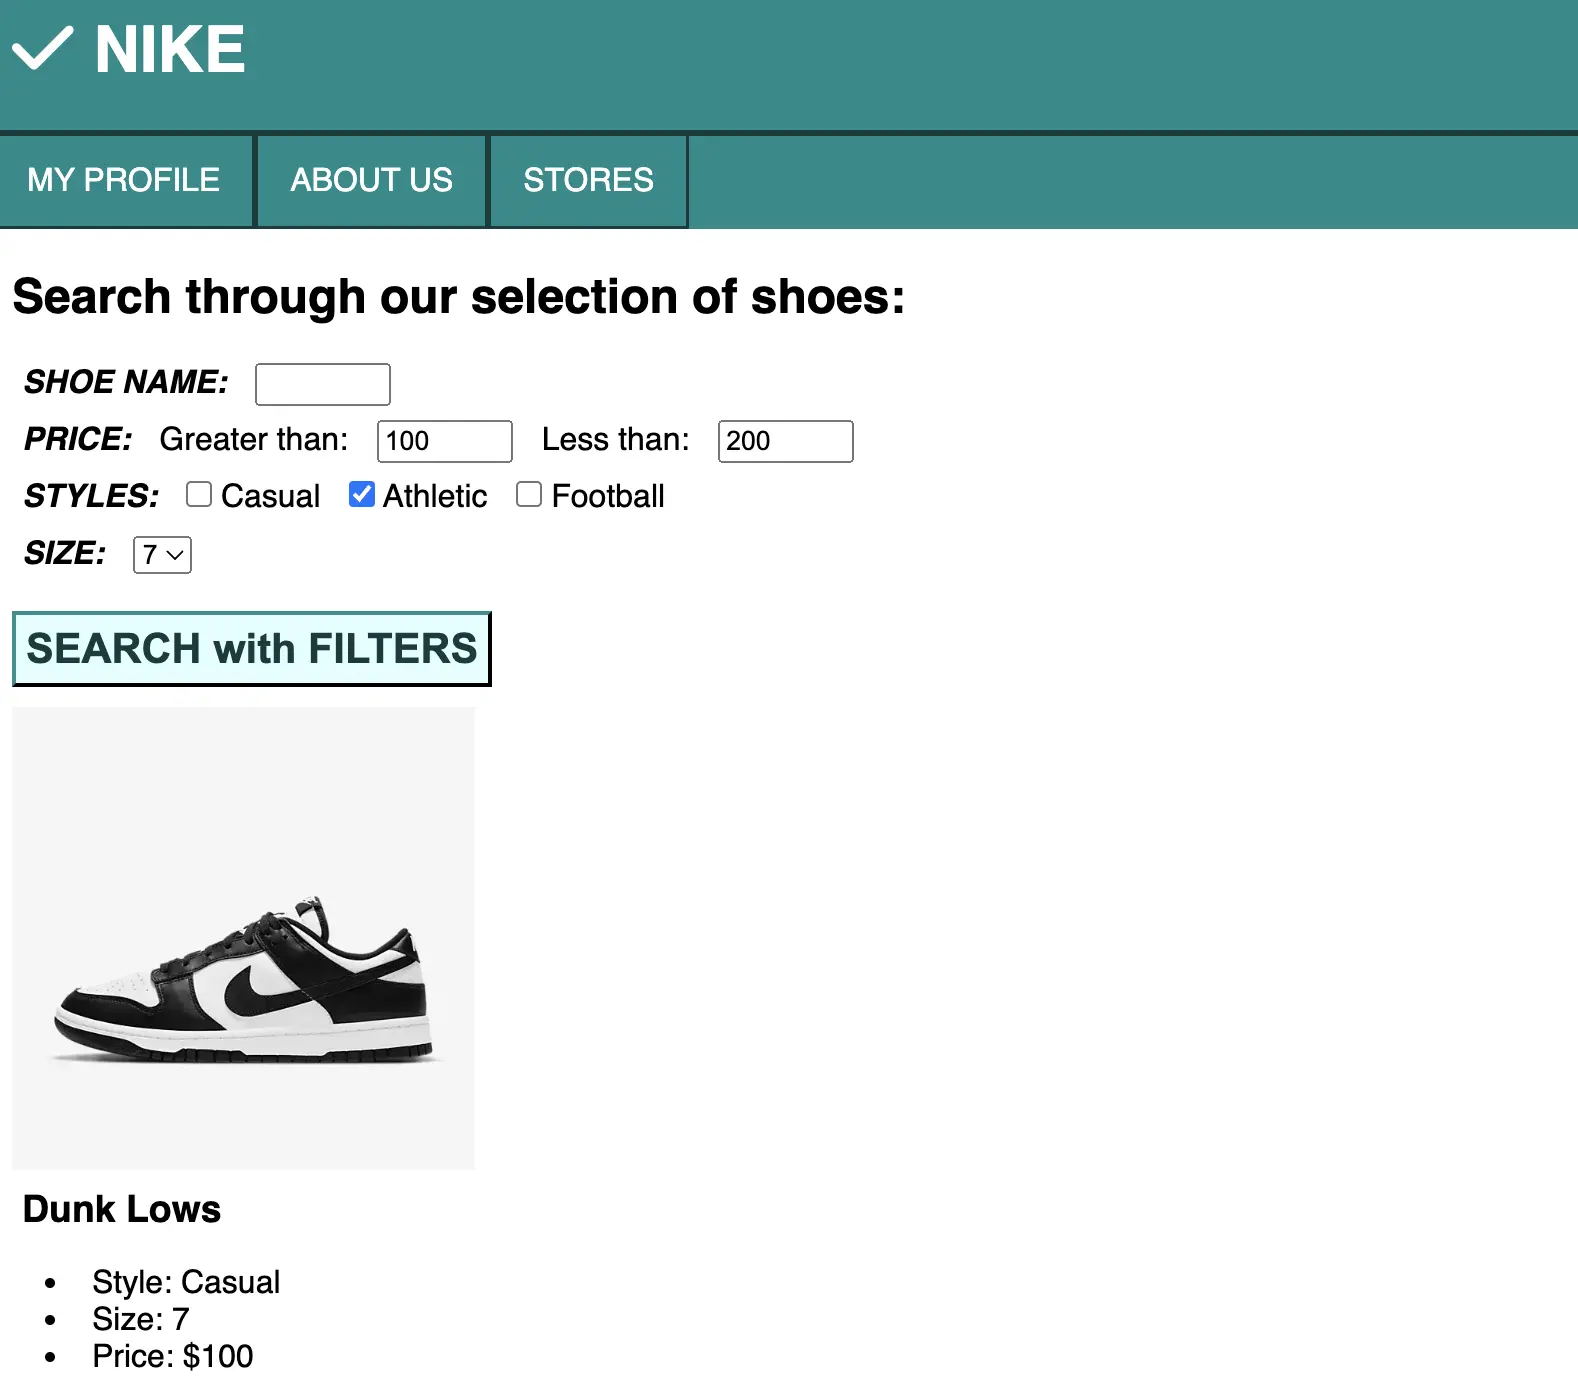 NIKE
MY PROFILE ABOUT US STORES
Search through our selection of shoes:
SHOE NAME:
PRICE: Greater than: 100 Less than: 200
STYLES: Casual Athletic Football
SIZE: 7
SEARCH with FILTERS
Dunk Lows
Style: Casual
Size: 7
Price: $100